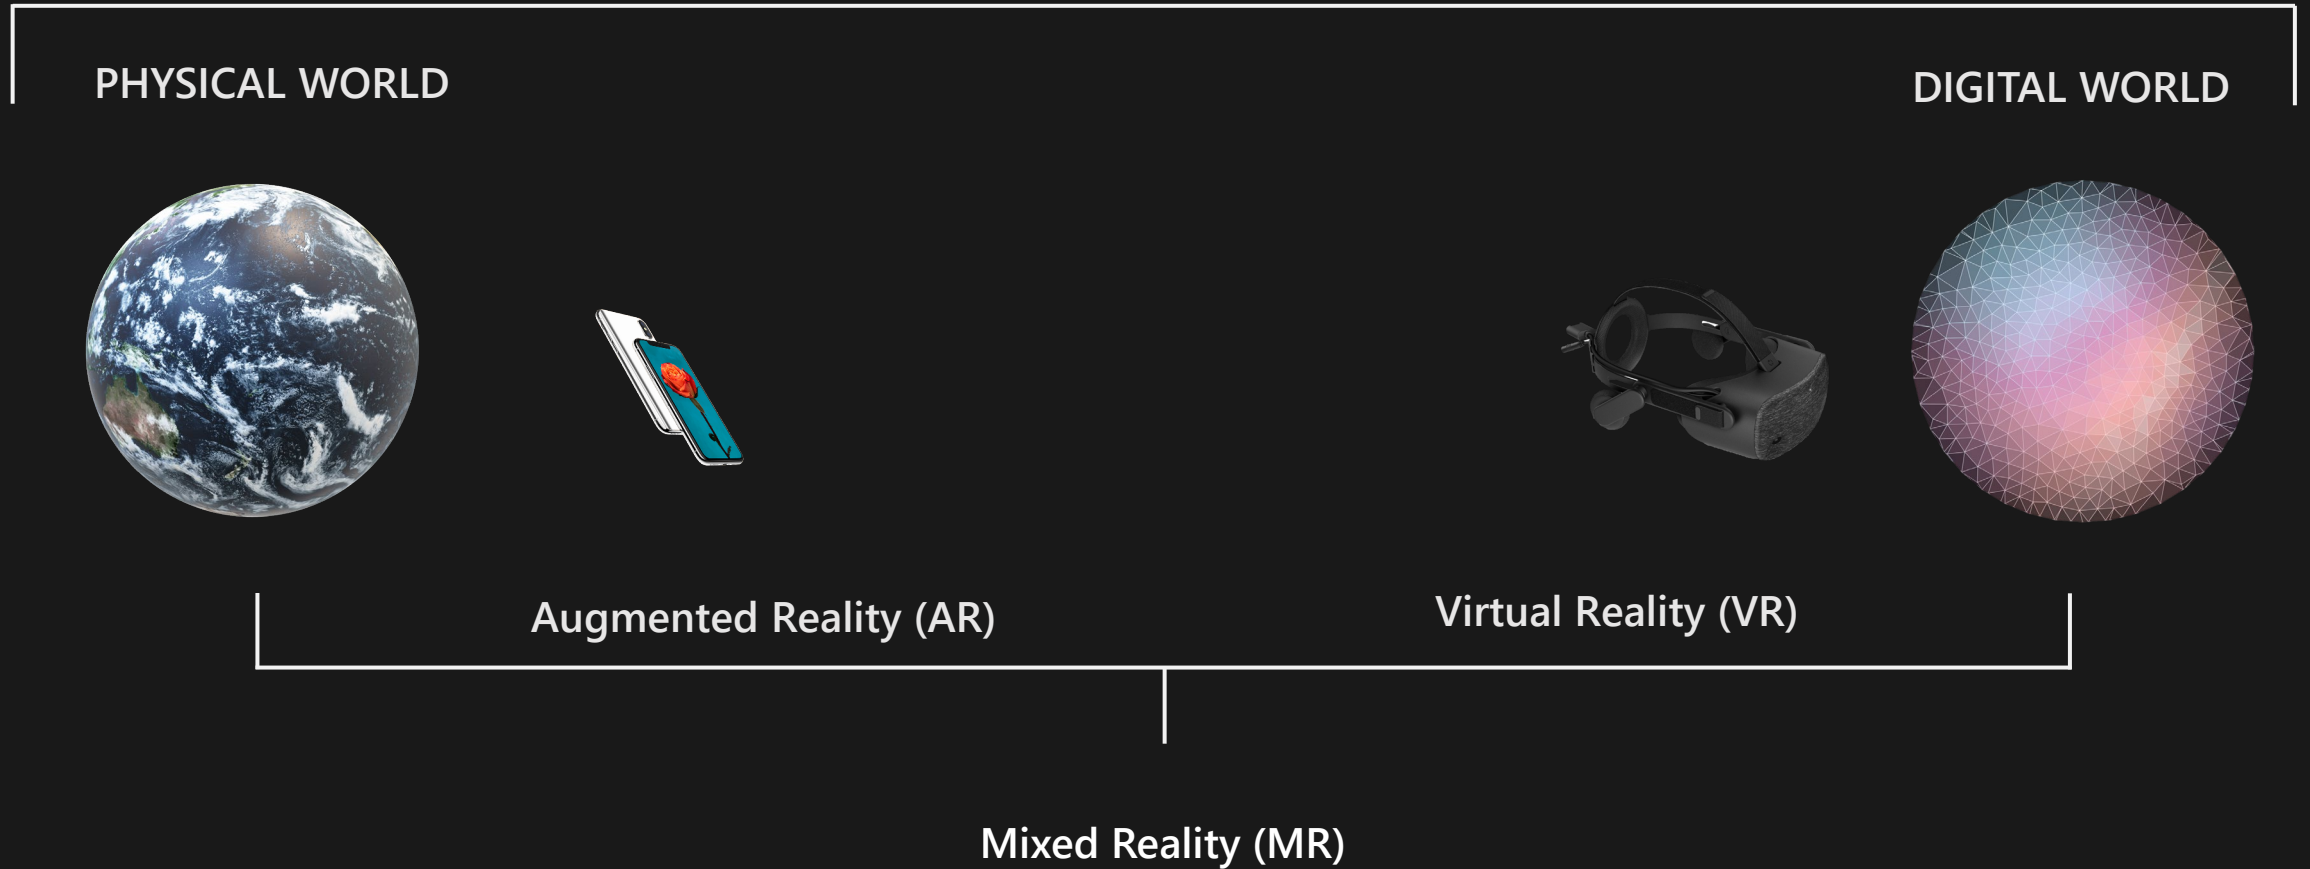 PHYSICAL WORLD
DIGITAL WORLD
Augmented Reality (AR)
Virtual Reality (VR)
Mixed Reality (MR)